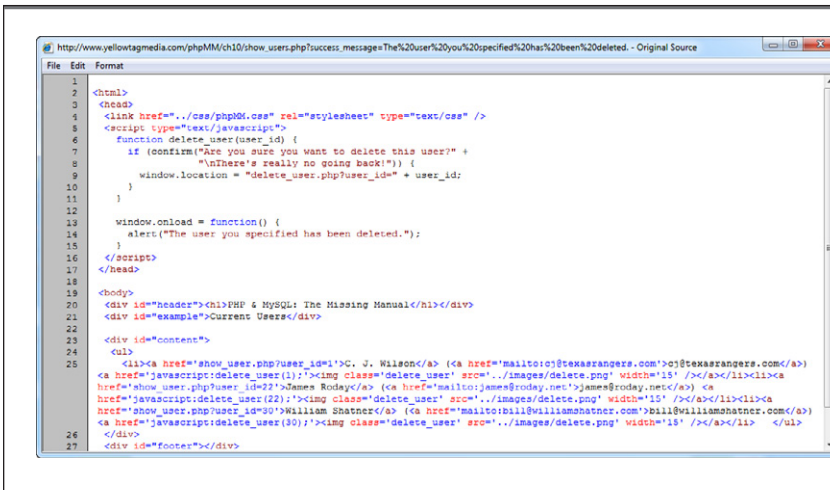 http://www.yellowtagmedia.com/phpMM/ch10/show_users.php?success_message=The%20user%20you%20specified%20has%20been%20deleted. - Original Source
File Edit Format
1
2 <html>
3 <head>
4 <link href="../css/phpMM.css" rel="stylesheet" type="text/css" />
5 <script type="text/javascript">
6 function delete_user(user_id) {
7 if (confirm("Are you sure you want to delete this user?" +
8 "\nThere's really no going back!")) {
9 window.location = "delete_user.php?user_id=" + user_id;
10 }
11 }
12
13 window.onload = function() {
14 alert("The user you specified has been deleted.");
15 }
16 </script>
17 </head>
18
19 <body>
20 <div id="header"><h1>PHP & MySQL: The Missing Manual</h1></div>
21 <div id="example">Current Users</div>
22
23 <div id="content">
24 <ul>
25 <li><a href='show_user.php?user_id=1'>C. J. Wilson</a> (<a href='mailto:cj@texasrangers.com'>cj@texasrangers.com</a>)
<a href='javascript:delete_user(1);'><img class='delete_user' src='../images/delete.png' width='15' /></a></li><li><a
href='show_user.php?user_id=22'>James Roday</a> (<a href='mailto:james@roday.net'>james@roday.net</a>) <a
href='javascript:delete_user(22);'><img class='delete_user' src='../images/delete.png' width='15' /></a></li><li><a
href='show_user.php?user_id=30'>William Shatner</a> (<a href='mailto:bill@williamshatner.com'>bill@williamshatner.com</a>)
<a href='javascript:delete_user(30);'><img class='delete_user' src='../images/delete.png' width='15' /></a></li> </ul>
26 </div>
27 <div id="footer"></div>